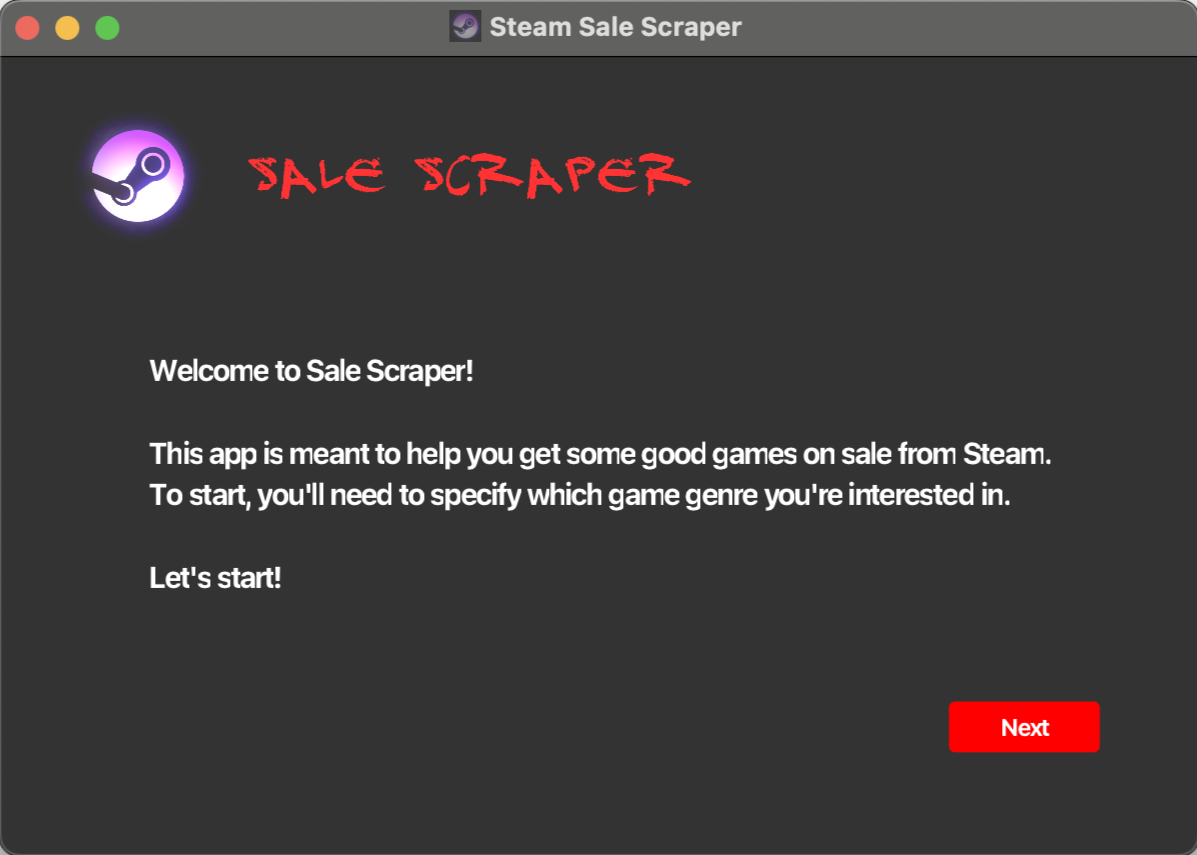 Steam Sale Scraper
SALE SCRAPER
Welcome to Sale Scraper!
This app is meant to help you get some good games on sale from Steam.
To start, you'll need to specify which game genre you're interested in.
Let's start!
Next